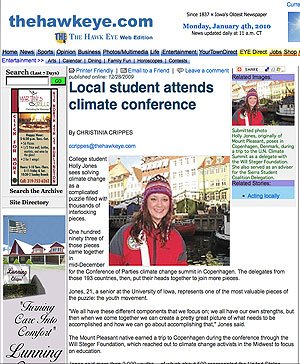 thehawkeye.com
THE THE HAWK EYE WEB EDITION
Since 1837 • Iowa's Oldest Newspaper
Monday, January 4th, 2010
News updated daily at 11 a.m. CT
Home News Sports Opinion Business Photos/Multimedia Life Entertainment YourTownDirect EYE Direct Jobs Shop
Entertainment >> Arts | Calendar | Dining | Family Fun | Horoscopes | Contests
Search (Last 7 Days)
GO
Search the Archive
Site Directory
Lunning
"Turning
Care Into
Comfort"
Lunning
Printer Friendly | Email to a Friend | Leave a comment
published online: 12/28/2009
Local student attends
climate conference
By CHRISTINIA CRIPPES
ccrippes@thehawkeye.com
College student
Holly Jones
sees solving
climate change
as a
complicated
puzzle filled with
thousands of
interlocking
pieces.
One hundred
ninety three of
those pieces
came together
in
mid-December
for the Conference of Parties climate change summit in Copenhagen. The delegates from
those 193 countries, then, put their heads together to join more pieces.
Jones, 21, a senior at the University of Iowa, represents one of the most valuable pieces of
the puzzle: the youth movement.
"We all have these different components that we focus on; we all have our own strengths, but
then when we come together we can create a pretty great picture of what needs to be
accomplished and how we can go about accomplishing that," Jones said.
The Mount Pleasant native earned a trip to Copenhagen during the conference through the
Will Steger Foundation, which reached out to climate change activists in the Midwest to focus
on education.
Related Images:
Submitted photo
Holly Jones, originally of
Mount Pleasant, poses in
Copenhagen, Denmark, during
a trip to the U.N. Climate
Summit as a delegate with
the Will Steger Foundation.
She also served as an adviser
for the Sierra Student
Coalition Delegation.
Related Stories:
Acting locally